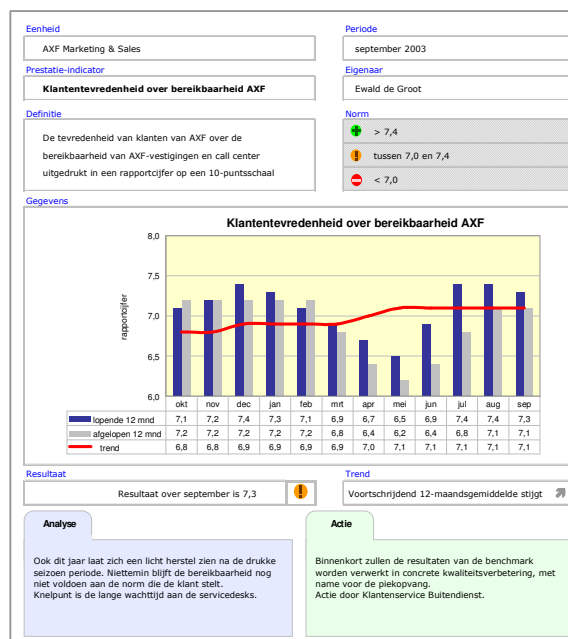 Eenheid
AXF Marketing & Sales
Periode
september 2003
Prestatie-indicator
Klantentevredenheid over bereikbaarheid AXF
Eigenaar
Ewald de Groot
Definitie
De tevredenheid van klanten van AXF over de
bereikbaarheid van AXF-vestigingen en call center
uitgedrukt in een rapportcijfer op een 10-puntsschaal
Norm
> 7,4
tussen 7,0 en 7,4
< 7,0
Gegevens
Klantentevredenheid over bereikbaarheid AXF
8,0
7,5
7,0
6,5
6,0
rapportcijfer
okt nov dec jan feb mrt apr mei jun jul aug sep
lopende 12 mnd 7,1 7,2 7,4 7,3 7,1 6,9 6,7 6,5 6,9 7,4 7,4 7,3
afgelopen 12 mnd 7,2 7,2 7,2 7,2 7,2 6,8 6,4 6,2 6,4 6,8 7,1 7,1
trend 6,8 6,8 6,9 6,9 6,9 6,9 7,0 7,1 7,1 7,1 7,1 7,1
Resultaat
Resultaat over september is 7,3
Trend
Voortschrijdend 12-maandsgemiddelde stijgt
Analyse
Ook dit jaar laat zich een licht herstel zien na de drukke
seizoen periode. Niettemin blijft de bereikbaarheid nog
niet voldoen aan de norm die de klant stelt.
Knelpunt is de lange wachttijd aan de servicedesks.
Actie
Binnenkort zullen de resultaten van de benchmark
worden verwerkt in concrete kwaliteitsverbetering, met
name voor de piekopvang.
Actie door Klantenservice Buitendienst.